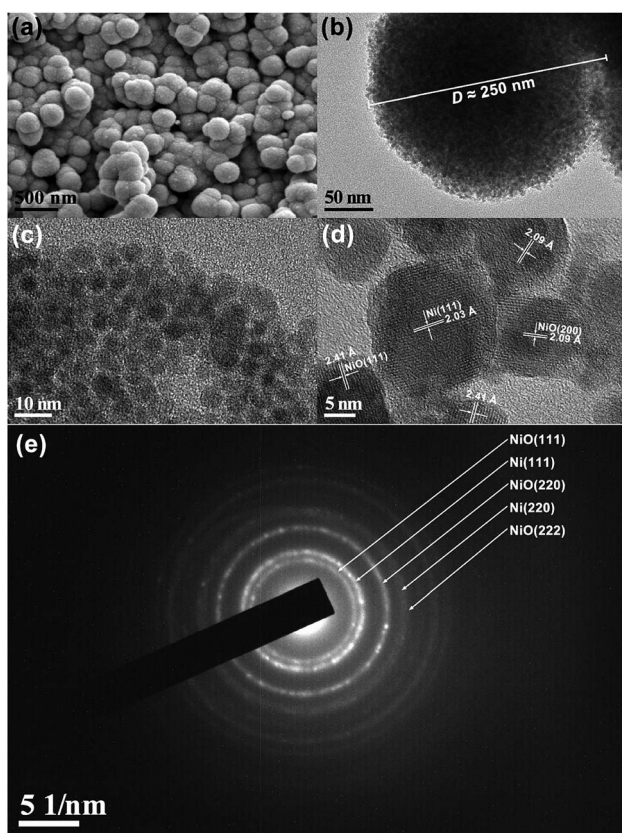 (a)
500 nm
(b)
D ≈ 250 nm
50 nm
(c)
10 nm
(d)
2.09 Å
Ni(111)
2.03 Å
NiO(200)
2.09 Å
2.41 Å
NiO(111)
2.41 Å
5 nm
(e)
NiO(111)
Ni(111)
NiO(220)
Ni(220)
NiO(222)
5 1/nm